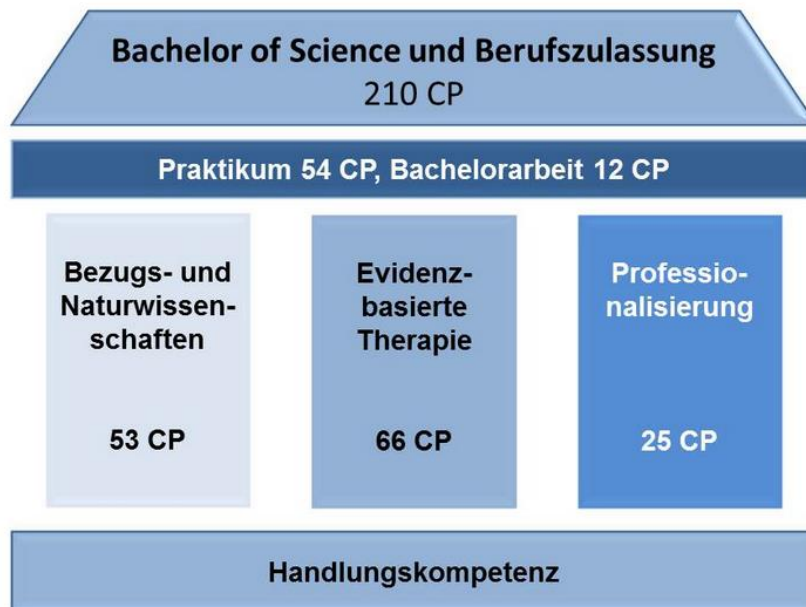 Bachelor of Science und Berufszulassung
210 CP
Praktikum 54 CP, Bachelorarbeit 12 CP
Bezugs- und
Naturwissen-
schaften
53 CP
Evidenz-
basierte
Therapie
66 CP
Professio-
nalisierung
25 CP
Handlungskompetenz